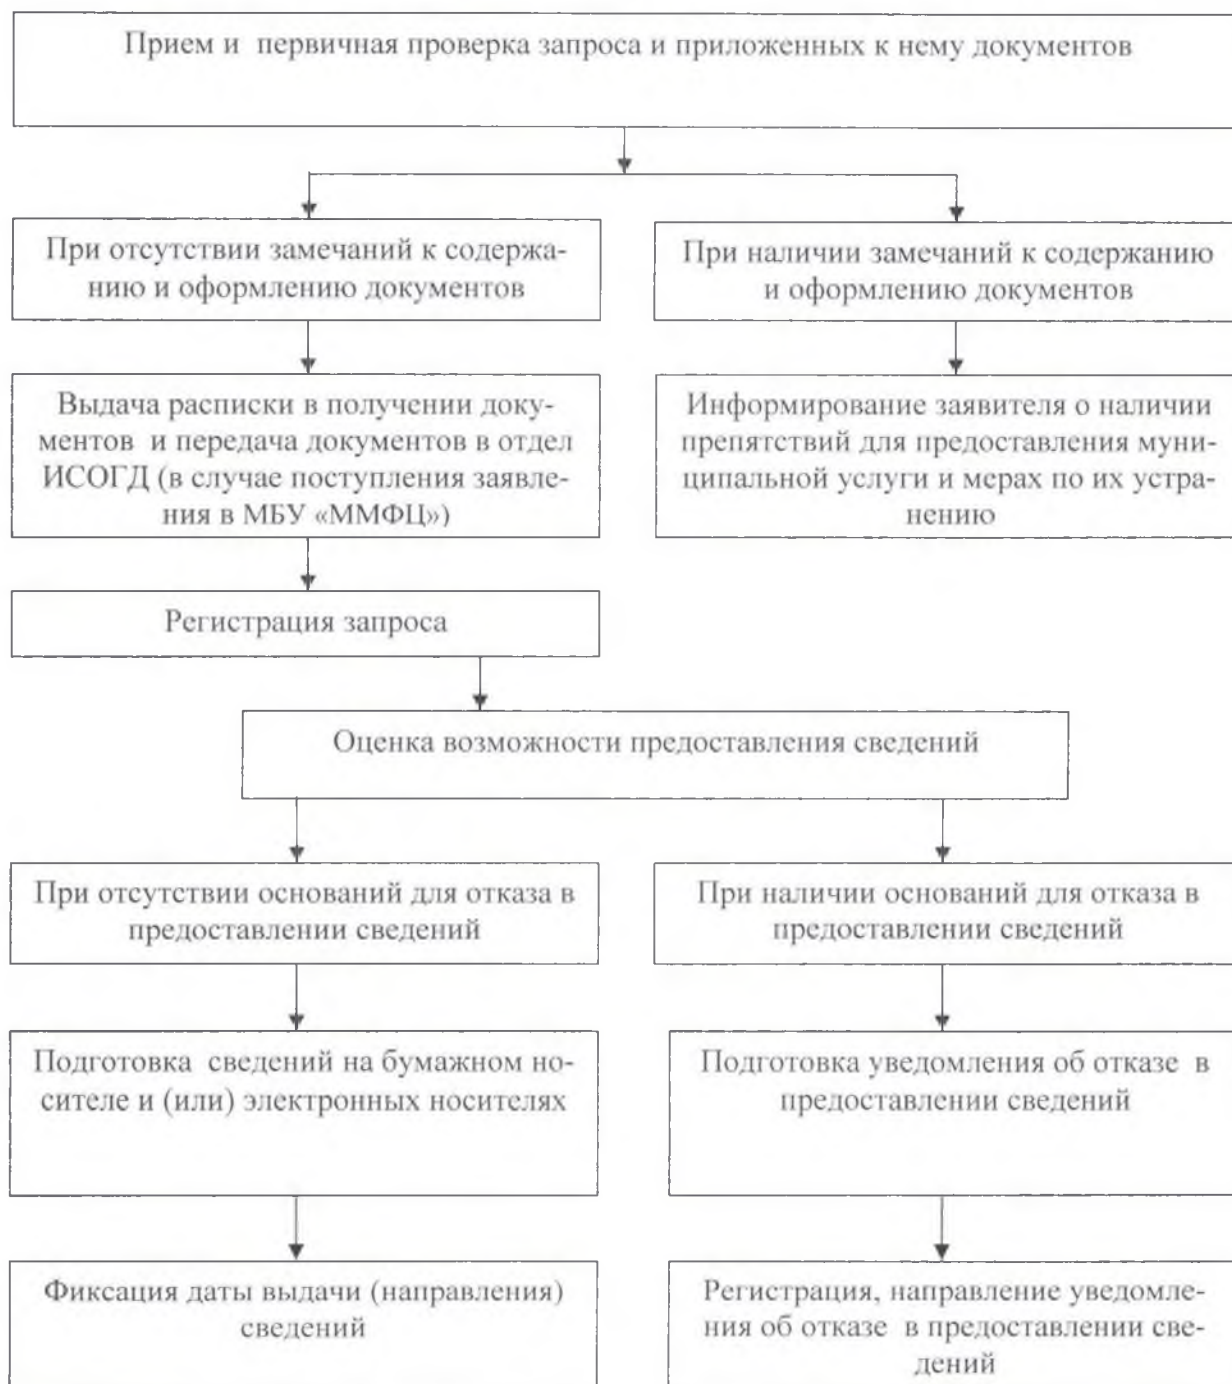 Прием и первичная проверка запроса и приложенных к нему документов
При отсутствии замечаний к содержа-
нию и оформлению документов
При наличии замечаний к содержанию
и оформлению документов
Выдача расписки в получении доку-
ментов и передача документов в отдел
ИСОГД (в случае поступления заявле-
ния в МБУ «ММФЦ»)
Информирование заявителя о наличии
препятствий для предоставления муни-
ципальной услуги и мерах по их устра-
нению
Регистрация запроса
Оценка возможности предоставления сведений
При отсутствии оснований для отказа в
предоставлении сведений
При наличии оснований для отказа в
предоставлении сведений
Подготовка сведений на бумажном но-
сителе и (или) электронных носителях
Подготовка уведомления об отказе в
предоставлении сведений
Фиксация даты выдачи (направления)
сведений
Регистрация, направление уведомле-
ния об отказе в предоставлении све-
дений